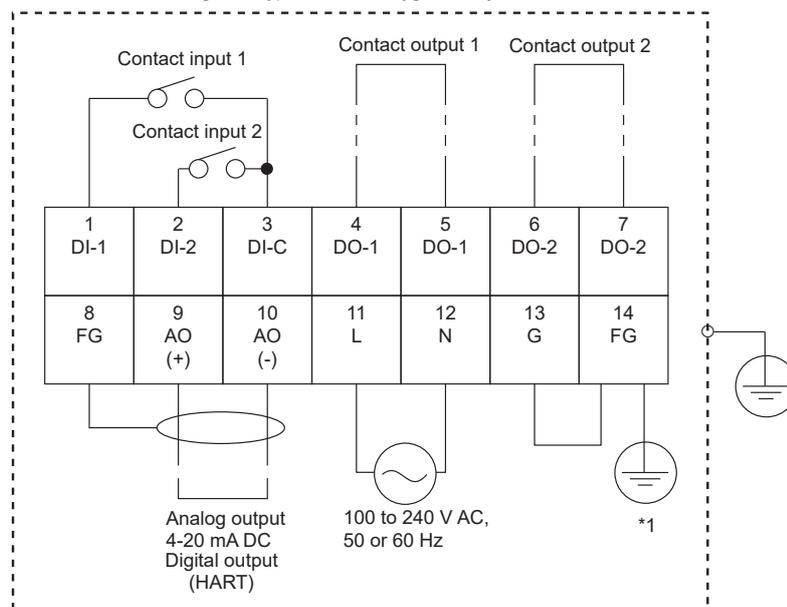 Contact input 1
Contact output 1
Contact output 2
Contact input 2
1
DI-1
2
DI-2
3
DI-C
4
DO-1
5
DO-1
6
DO-2
7
DO-2
8
FG
9
AO
(+)
10
AO
(-)
11
L
12
N
13
G
14
FG
Analog output
4-20 mA DC
Digital output
(HART)
100 to 240 V AC,
50 or 60 Hz
*1